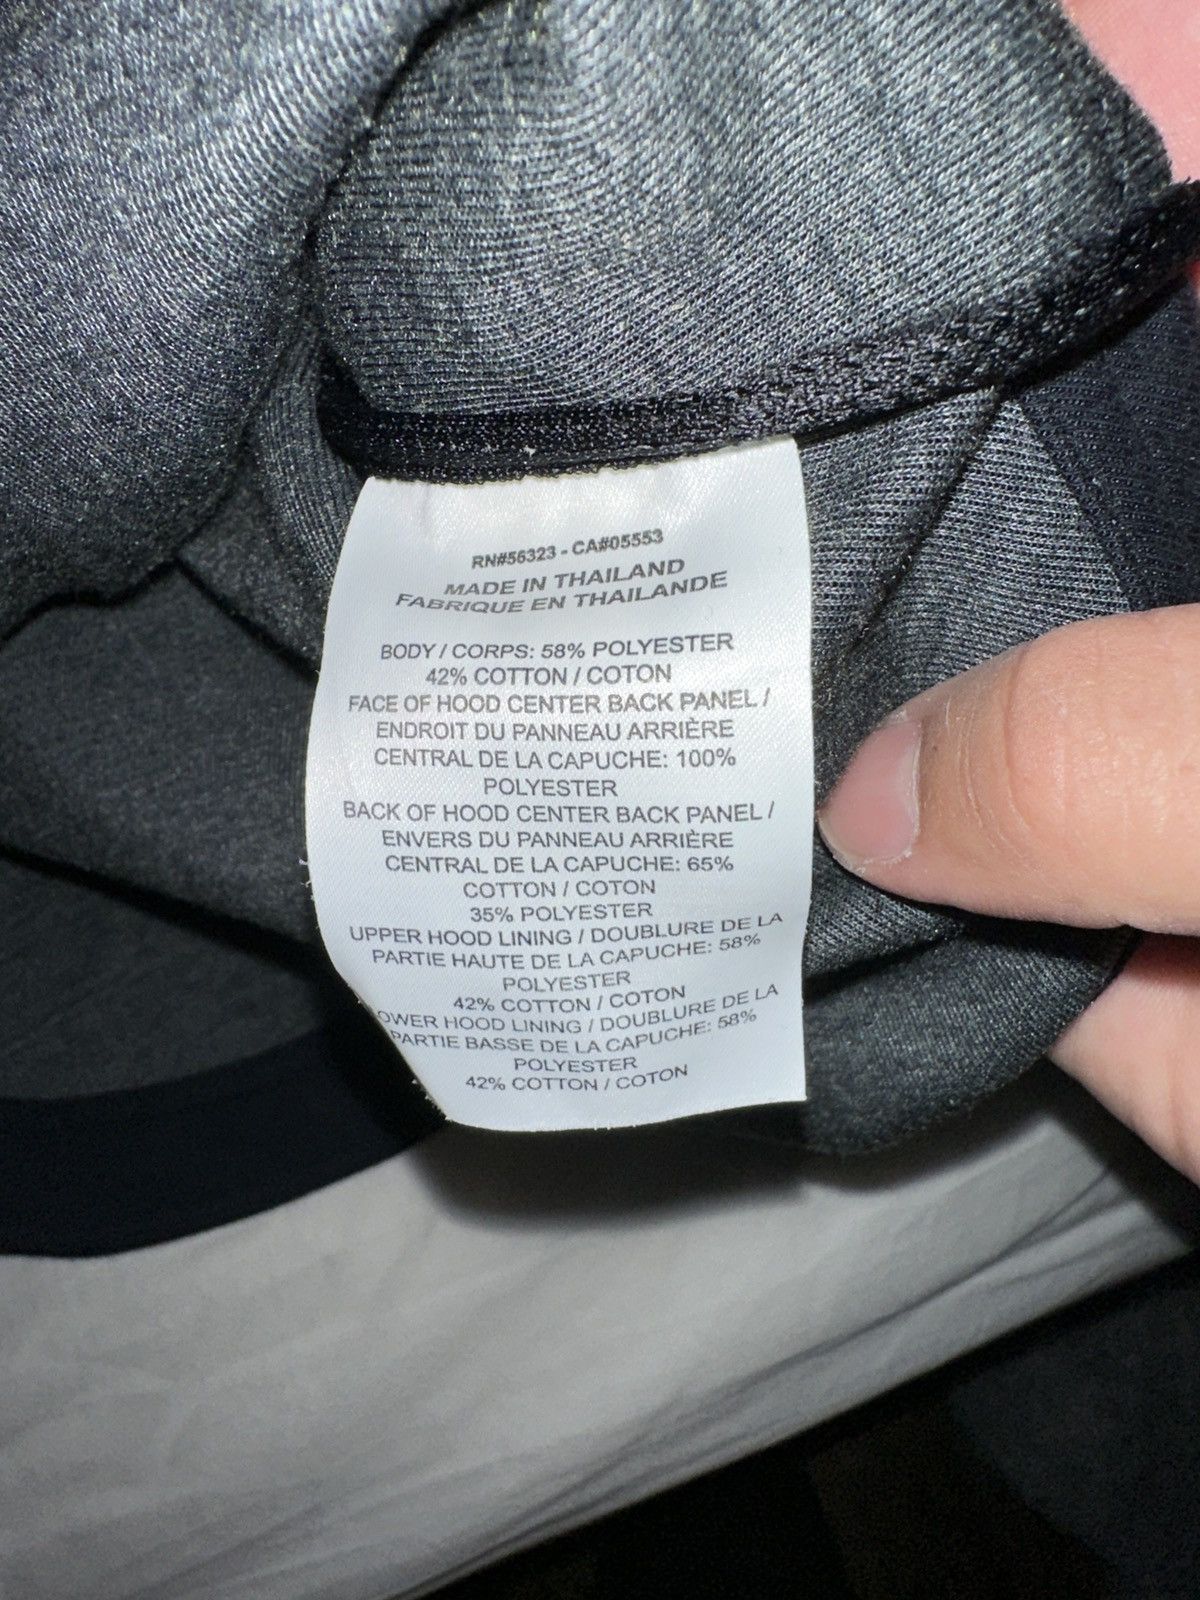 RN#56323 - CA#05553
MADE IN THAILAND
FABRIQUE EN THAILANDE
BODY / CORPS: 58% POLYESTER
42% COTTON / COTON
FACE OF HOOD CENTER BACK PANEL /
ENDROIT DU PANNEAU ARRIÈRE
CENTRAL DE LA CAPUCHE: 100%
POLYESTER
BACK OF HOOD CENTER BACK PANEL /
ENVERS DU PANNEAU ARRIÈRE
CENTRAL DE LA CAPUCHE: 65%
COTTON / COTON
35% POLYESTER
UPPER HOOD LINING / DOUBLURE DE LA
PARTIE HAUTE DE LA CAPUCHE: 58%
POLYESTER
42% COTTON / COTON
OWER HOOD LINING / DOUBLURE DE LA
PARTIE BASSE DE LA CAPUCHE: 58%
POLYESTER
42% COTTON / COTON